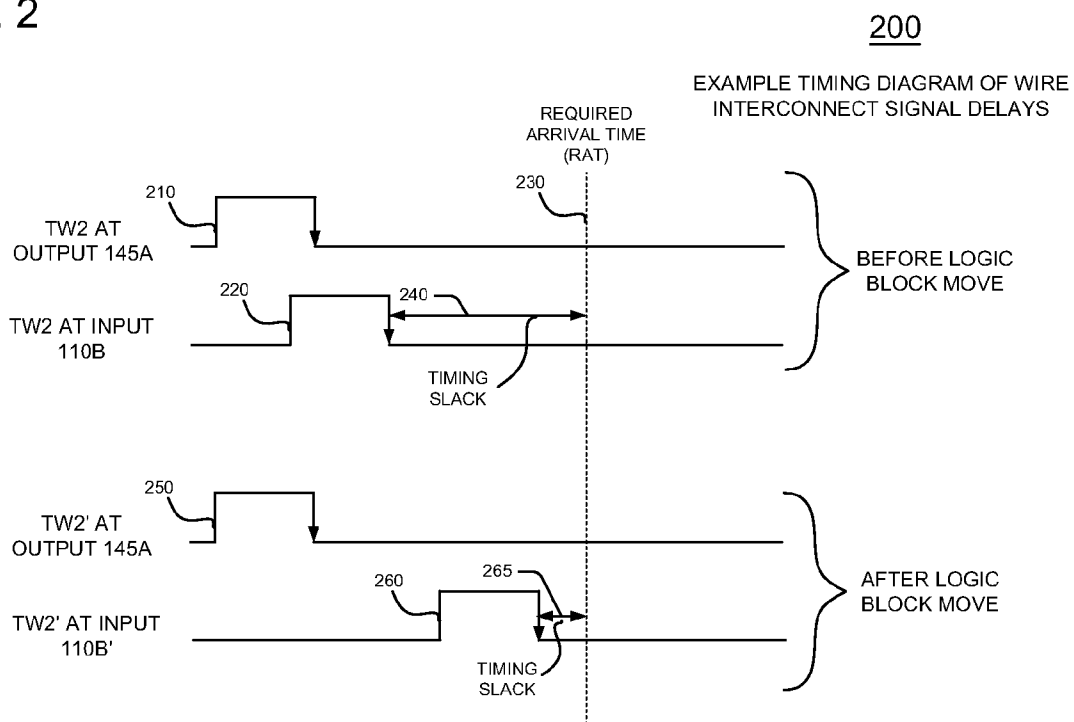 2
200
EXAMPLE TIMING DIAGRAM OF WIRE
INTERCONNECT SIGNAL DELAYS
REQUIRED
ARRIVAL TIME
(RAT)
210
230
TW2 AT
OUTPUT 145A
220
240
TW2 AT INPUT
110B
TIMING
SLACK
BEFORE LOGIC
BLOCK MOVE
250
TW2' AT
OUTPUT 145A
260
265
TW2' AT INPUT
110B'
TIMING
SLACK
AFTER LOGIC
BLOCK MOVE